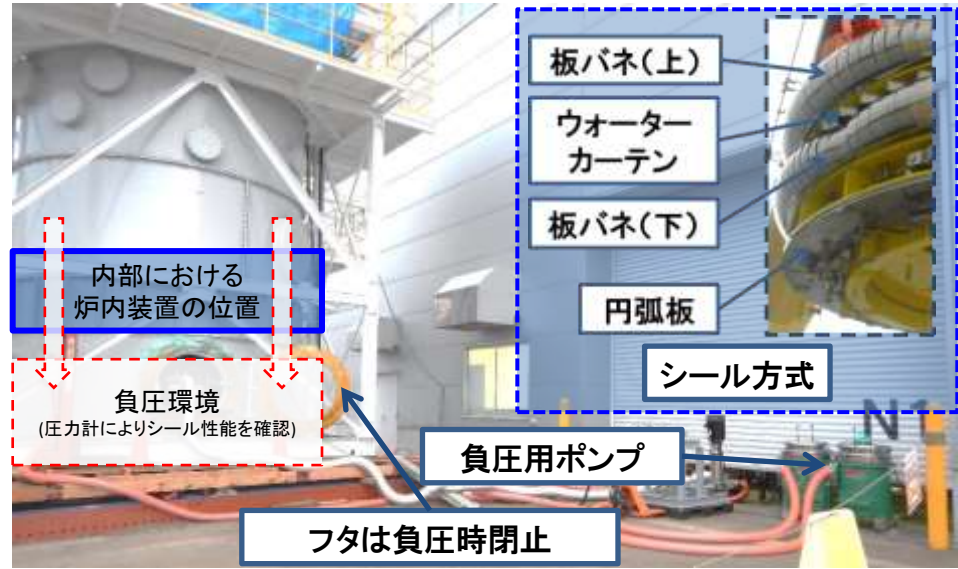 板バネ(上)
ウォーター
カーテン
板バネ(下)
円弧板
シール方式
内部における
炉内装置の位置
負圧環境
(圧力計によりシール性能を確認)
負圧用ポンプ
フタは負圧時閉止